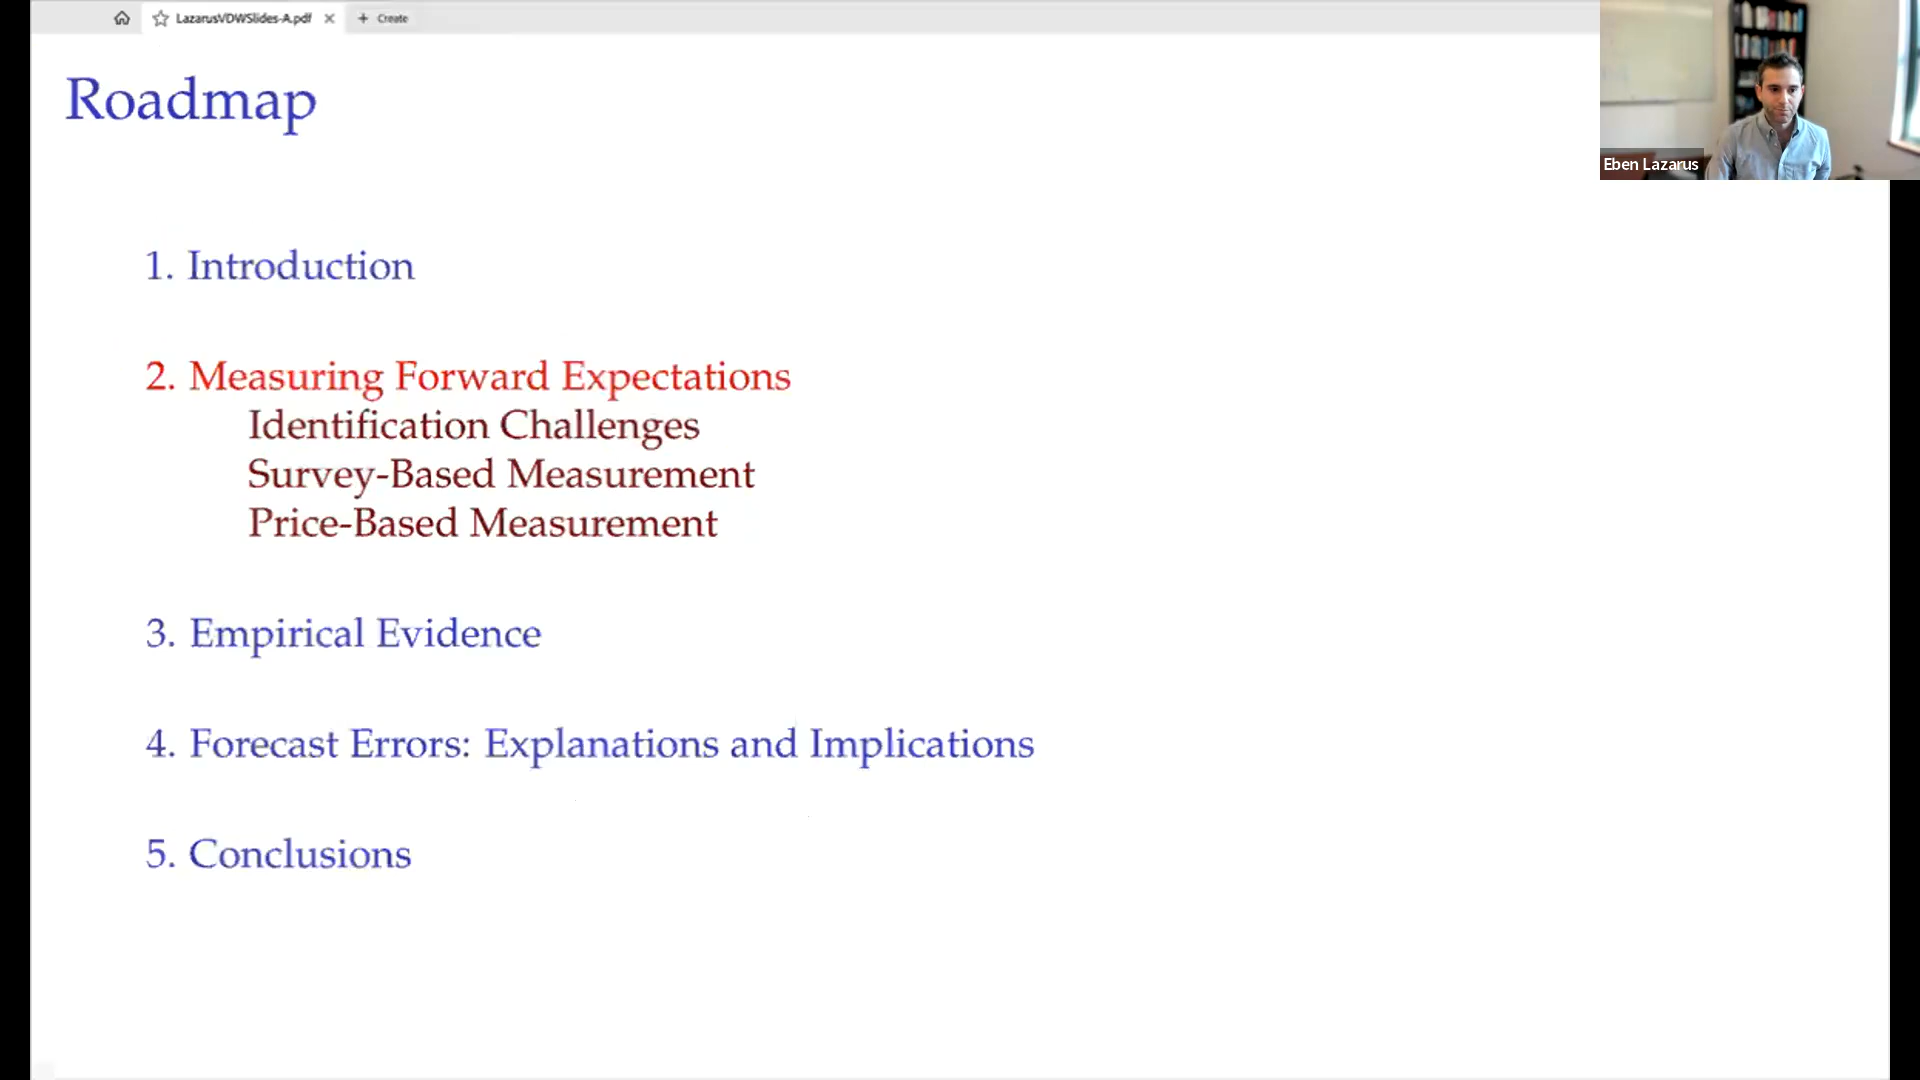 LazarusVDWSlides-A.pdf
Create
Eben Lazarus
Roadmap
1. Introduction
2. Measuring Forward Expectations
Identification Challenges
Survey-Based Measurement
Price-Based Measurement
3. Empirical Evidence
4. Forecast Errors: Explanations and Implications
5. Conclusions